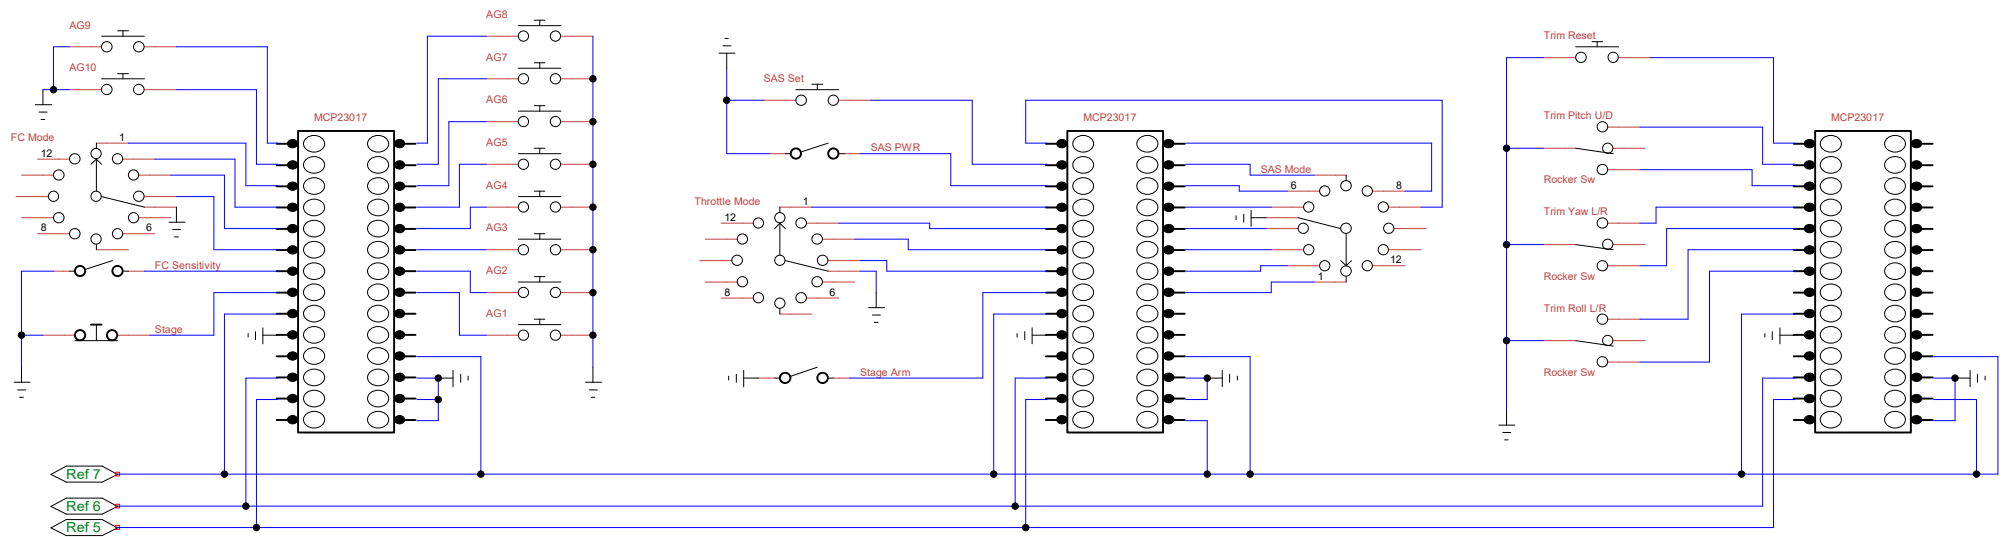 AG9
AG10
FC Mode
1
12
8
6
FC Sensitivity
Stage
MCP23017
AG8
AG7
AG6
AG5
AG4
AG3
AG2
AG1
SAS Set
SAS PWR
Throttle Mode
1
12
8
6
Stage Arm
MCP23017
SAS Mode
6
8
1
12
Trim Reset
Trim Pitch U/D
Rocker Sw
Trim Yaw L/R
Rocker Sw
Trim Roll L/R
Rocker Sw
MCP23017
Ref 7
Ref 6
Ref 5